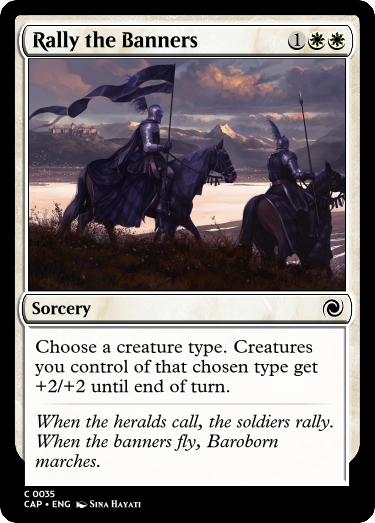 Rally the Banners 1
Sorcery
Choose a creature type. Creatures
you control of that chosen type get
+2/+2 until end of turn.
When the heralds call, the soldiers rally.
When the banners fly, Baroborn
marches.
C 0035
CAP • ENG Sina Hayati